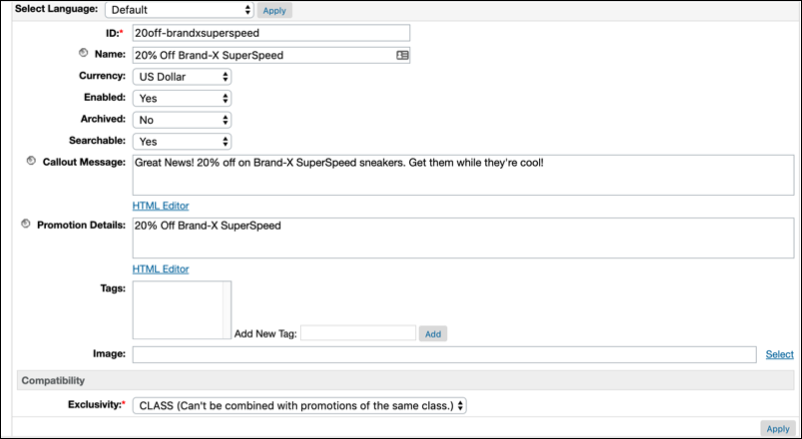 Select Language: Default Apply
ID:* 20off-brandxsuperspeed
Name: 20% Off Brand-X SuperSpeed
Currency: US Dollar
Enabled: Yes
Archived: No
Searchable: Yes
Callout Message: Great News! 20% off on Brand-X SuperSpeed sneakers. Get them while they're cool!
HTML Editor
Promotion Details: 20% Off Brand-X SuperSpeed
HTML Editor
Tags:
Add New Tag: Add
Image: Select
Compatibility
Exclusivity:* CLASS (Can't be combined with promotions of the same class.)
Apply